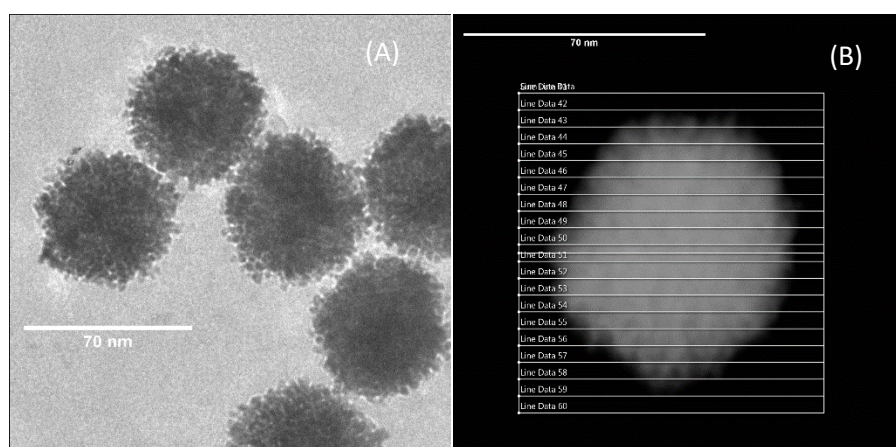 (A)
70 nm
70 nm
(B)
Line Data 42
Line Data 43
Line Data 44
Line Data 45
Line Data 46
Line Data 47
Line Data 48
Line Data 49
Line Data 50
Line Data 51
Line Data 52
Line Data 53
Line Data 54
Line Data 55
Line Data 56
Line Data 57
Line Data 58
Line Data 59
Line Data 60